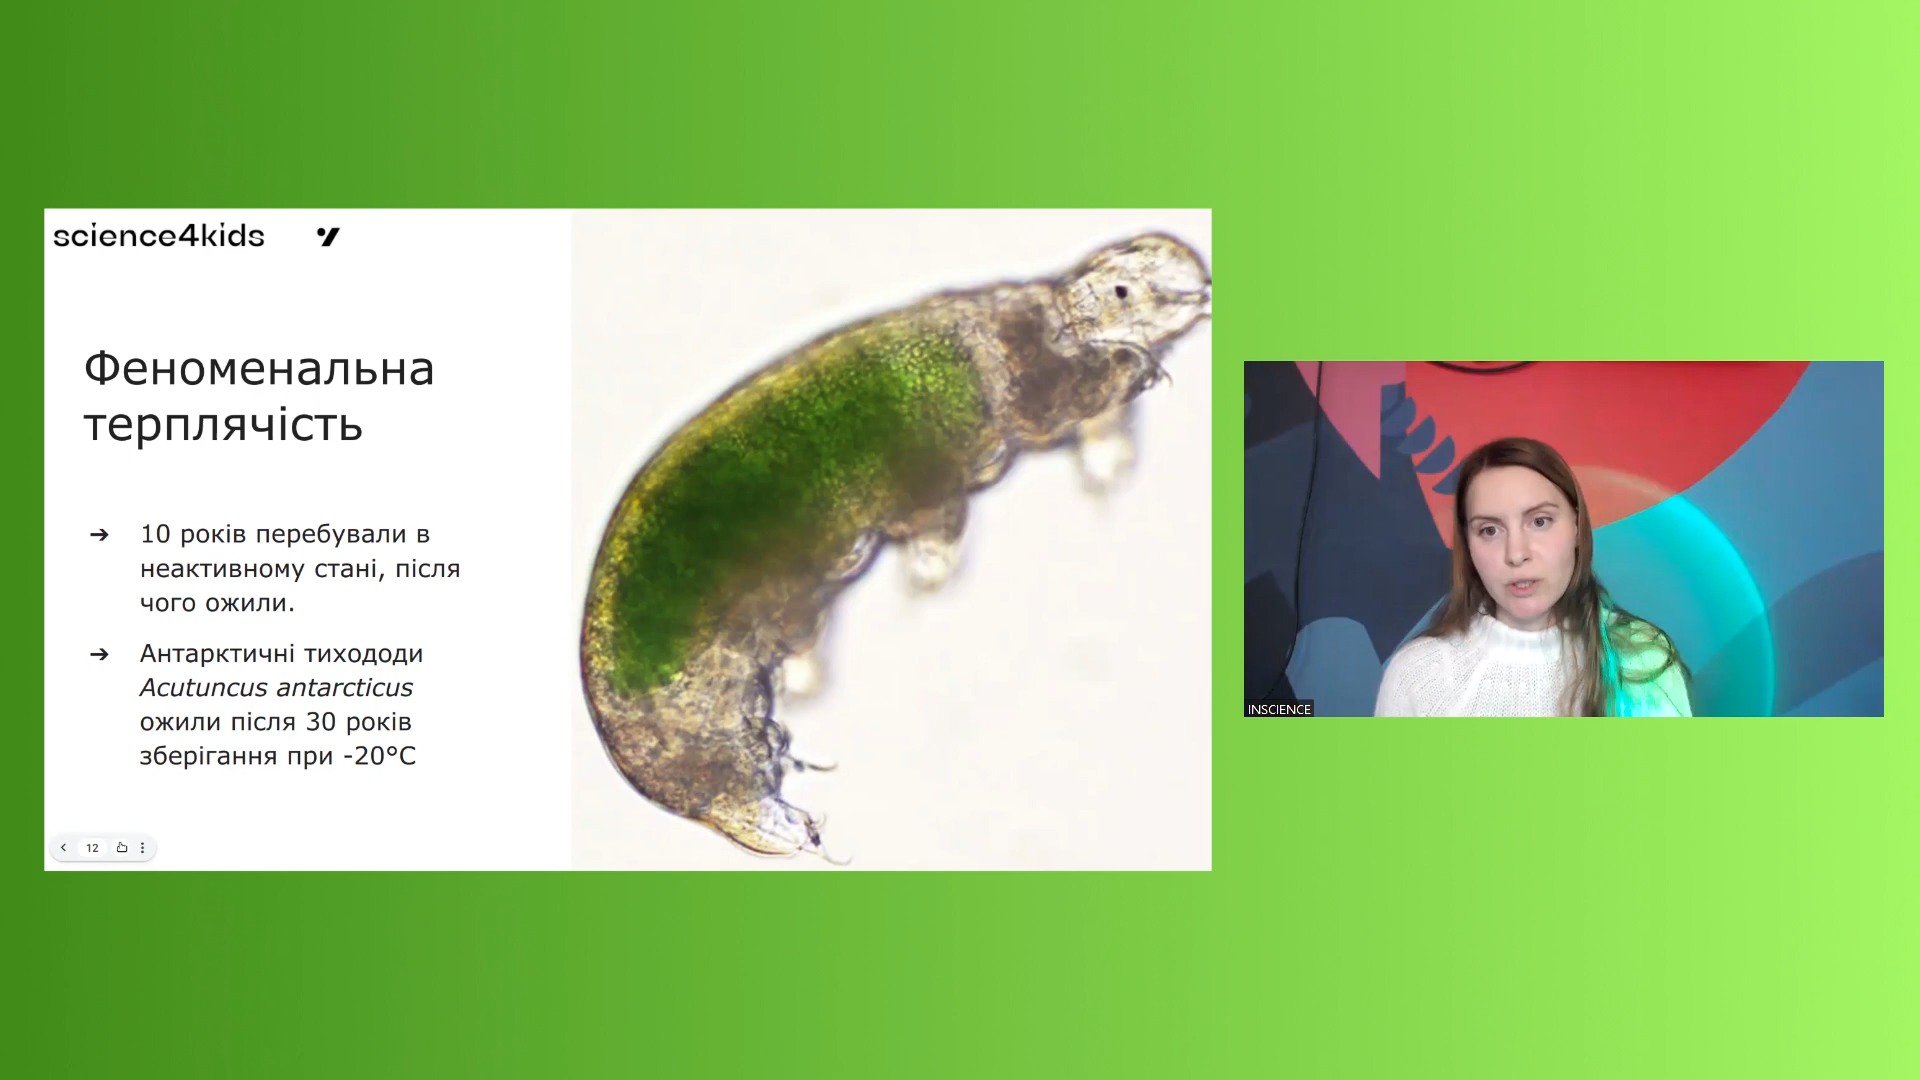 science4kids
Феноменальна
терплячість
➔ 10 років перебували в
неактивному стані, після
чого ожили.
➔ Антарктичні тихододи
Acutuncus antarcticus
ожили після 30 років
зберігання при -20°C
12
INSCIENCE